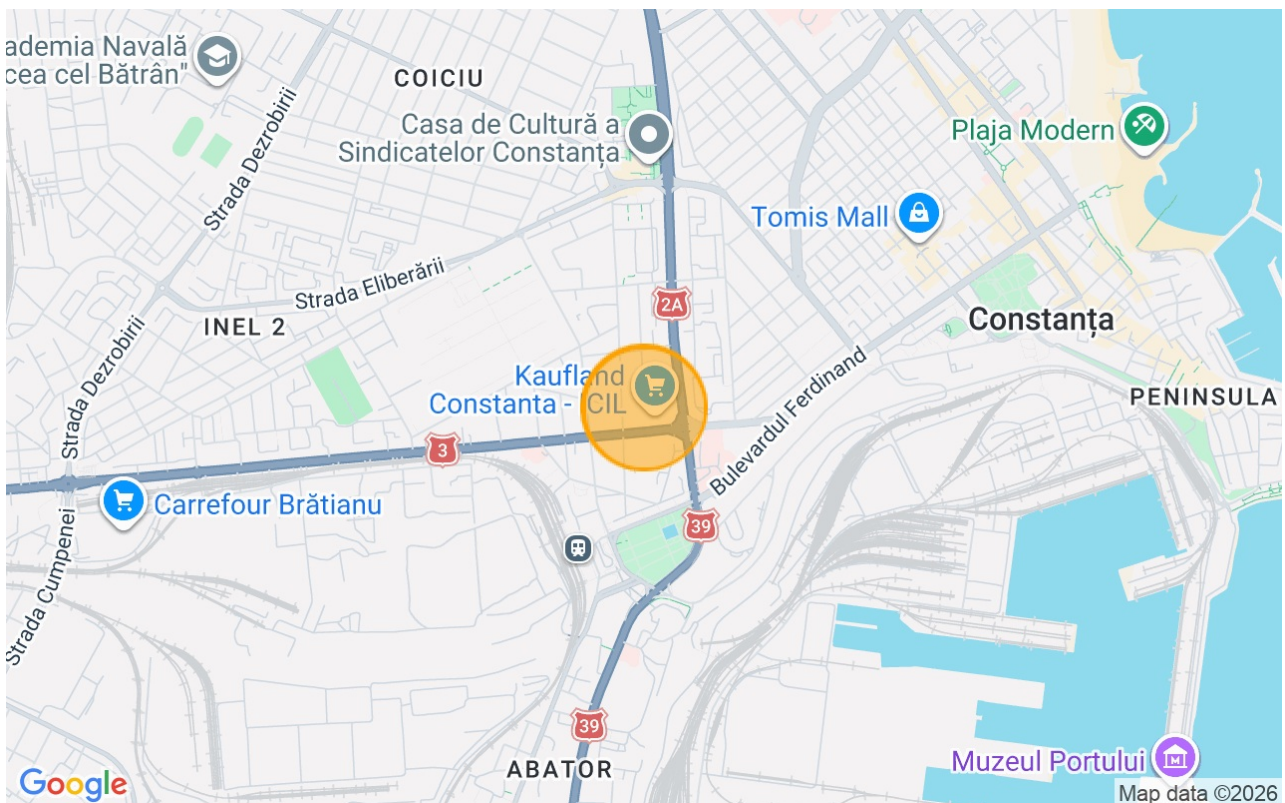 ademia Navală
cea cel Bătrân"
COICIU
Casa de Cultură a
Sindicatelor Constanța
Plaja Modern
Strada Dezrobirii
Tomis Mall
Strada Eliberării
2A
INEL 2
Constanța
Strada Dezrobirii
Kaufland
Constanta - CIL
Bulevardul Ferdinand
PENINSULA
3
Carrefour Brătianu
39
Strada Cumpenei
39
ABATOR
Muzeul Portului
Google
Map data ©2026